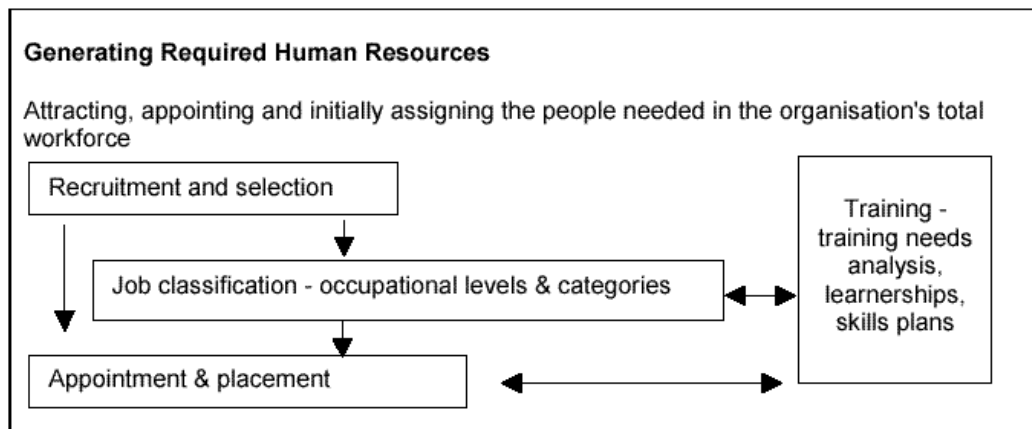 Generating Required Human Resources
Attracting, appointing and initially assigning the people needed in the organisation's total
workforce
Recruitment and selection
Training -
training needs
analysis,
learnerships,
skills plans
Job classification - occupational levels & categories
Appointment & placement